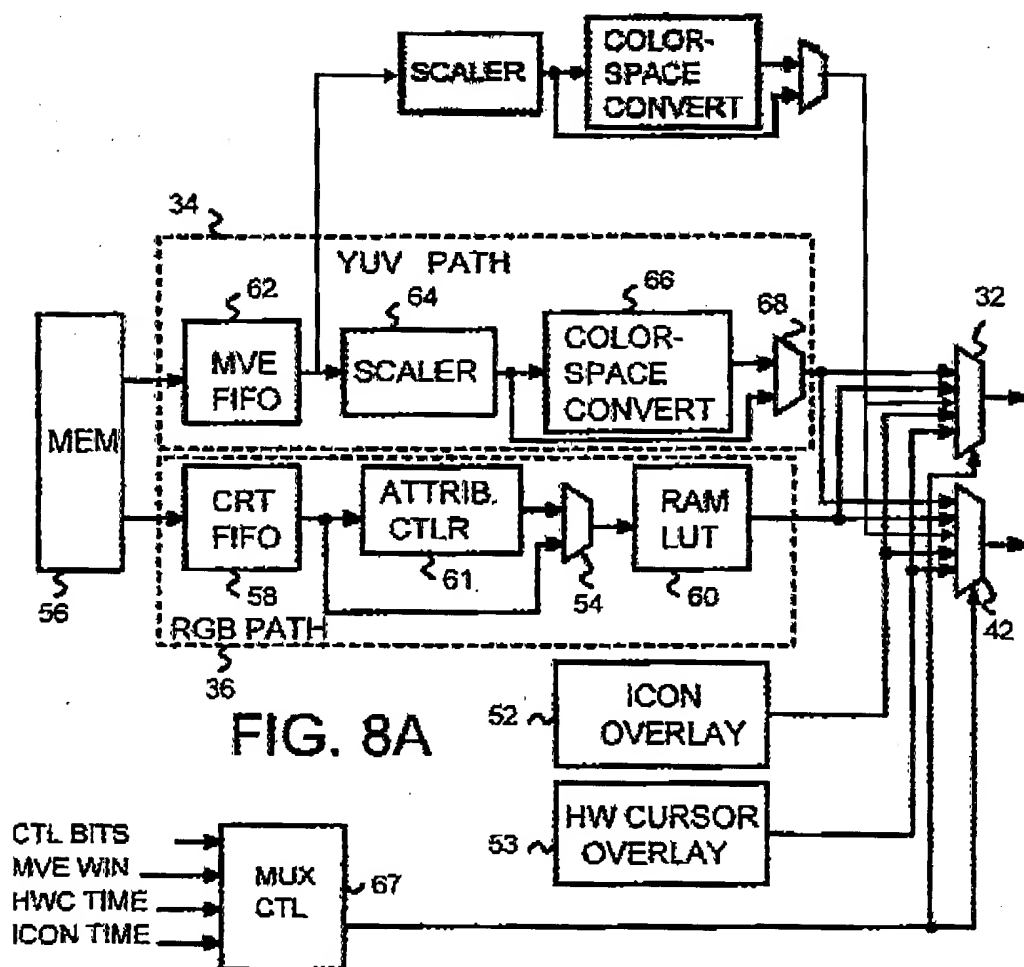 SCALER
COLOR-
SPACE
CONVERT
34
YUV PATH
62
64
66
68
32
MEM
MVE
FIFO
SCALER
COLOR-
SPACE
CONVERT
CRT
FIFO
ATTRIB.
CTLR
RAM
LUT
56
58
61
54
60
42
RGB PATH
36
FIG. 8A
52
ICON
OVERLAY
53
HW CURSOR
OVERLAY
CTL BITS
MVE WIN
HWC TIME
ICON TIME
MUX
CTL
67